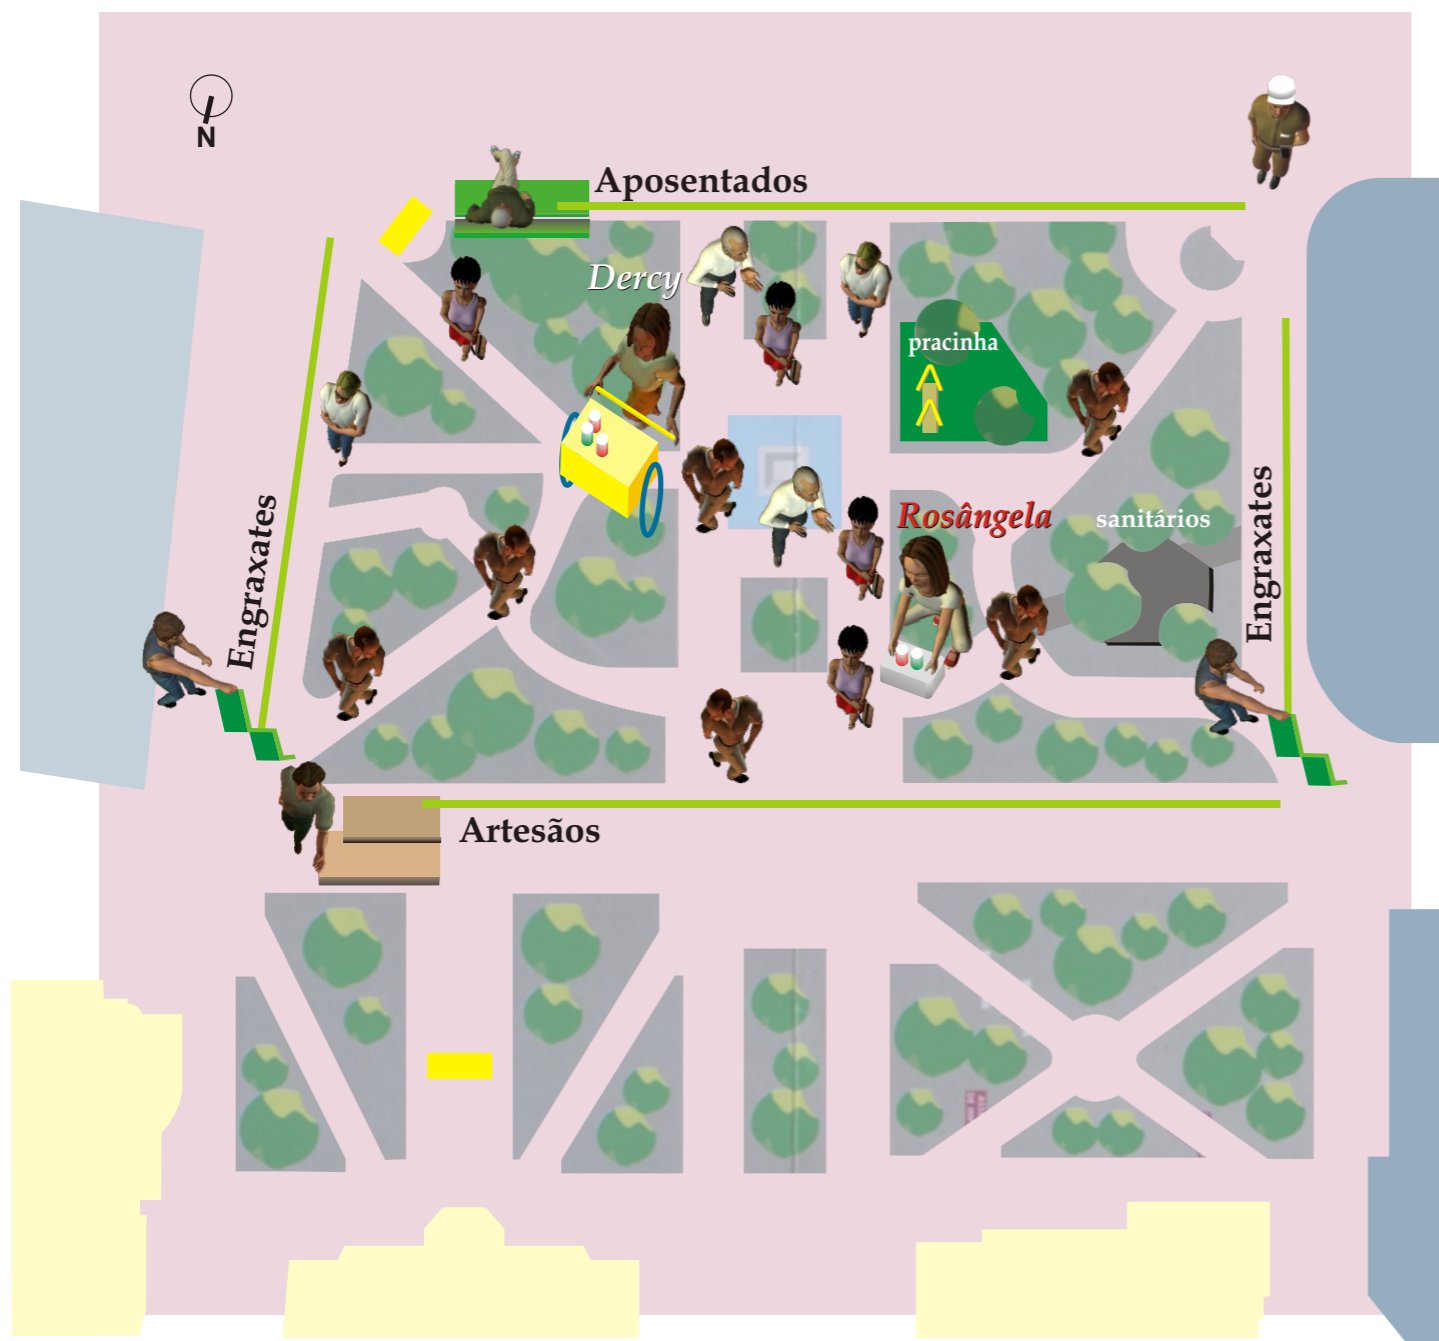 N
Aposentados
Dercy
pracinha
Rosângela
sanitários
Engraxates
Engraxates
Artesãos